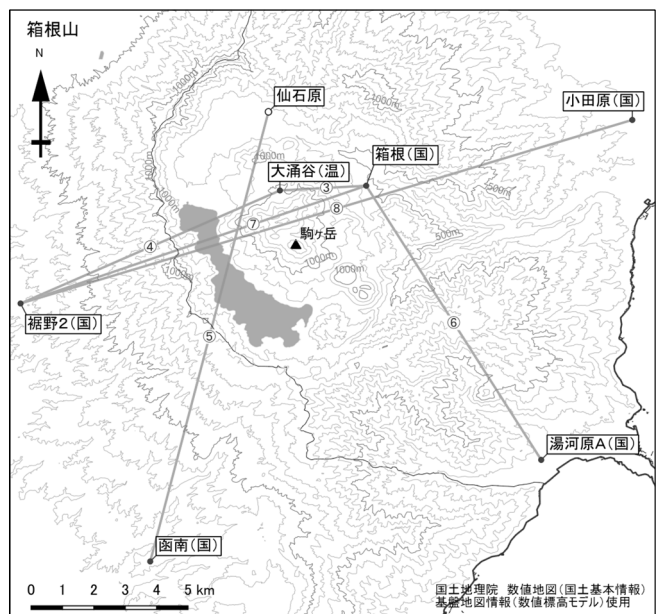 箱根山
N
1000m
仙石原
1000m
小田原(国)
箱根(国)
1000m
大涌谷(温)
③
500m
⑦
⑧
④
駒ヶ岳
500m
1000m
1000m
1000m
裾野2(国)
⑤
⑥
湯河原A(国)
函南(国)
0 1 2 3 4 5 km
国土地理院 数値地図(国土基本情報)
基盤地図情報(数値標高モデル)使用